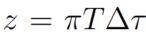 z = πTΔτ